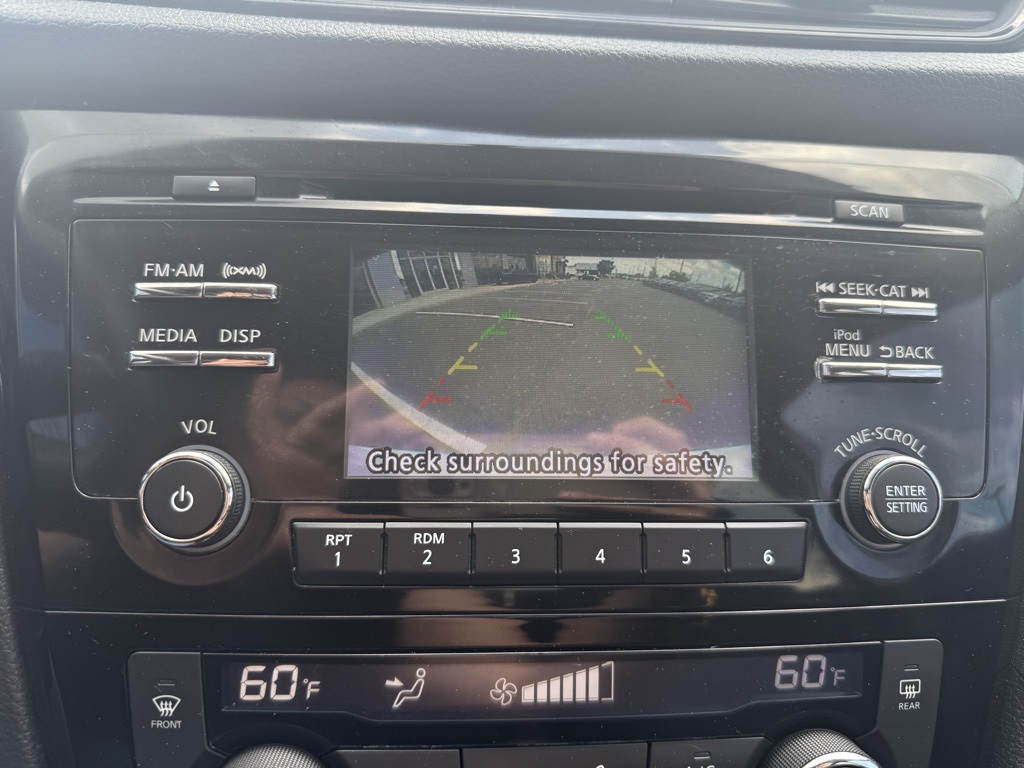 SCAN
FM·AM ((XM))
SEEK·CAT
MEDIA DISP
iPod
MENU BACK
VOL
TUNE·SCROLL
Check surroundings for safety.
ENTER
SETTING
RPT RDM
1 2 3 4 5 6
60°F 60°F
FRONT
REAR